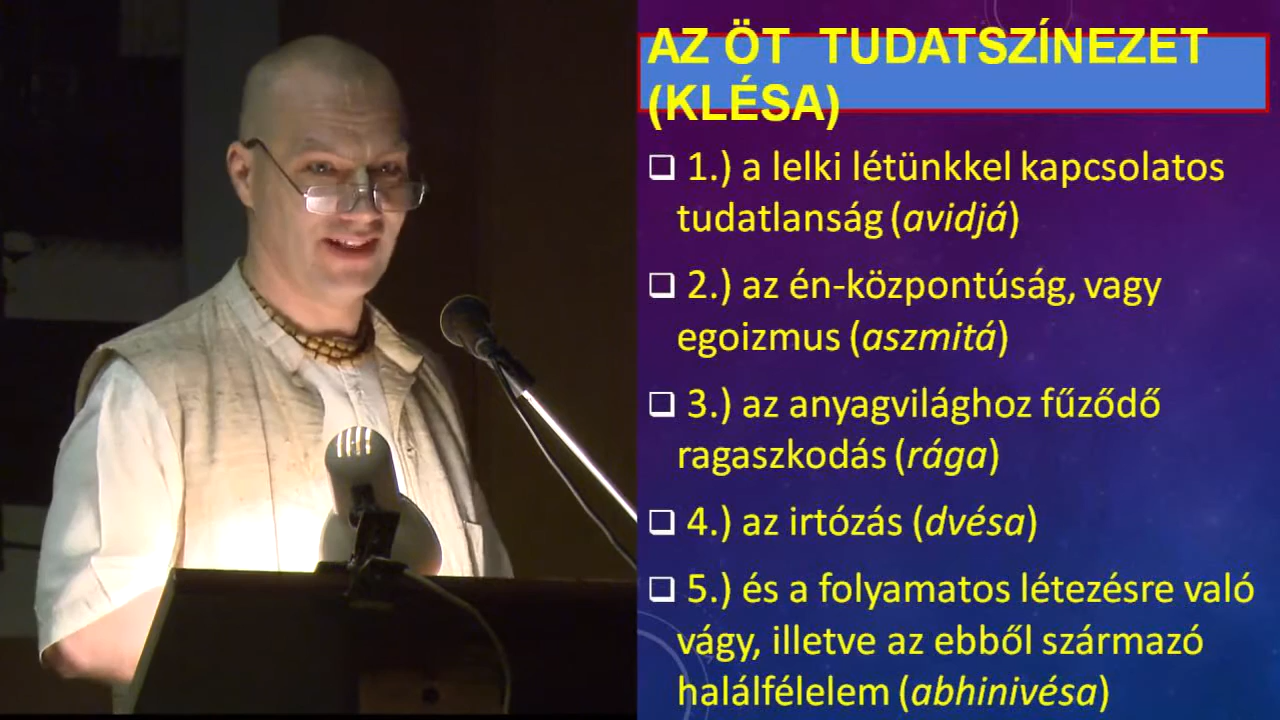 AZ ÖT TUDATSZÍNEZET
(KLÉSA)
❑ 1.) a lelki létünkkel kapcsolatos
tudatlanság (avidjá)
❑ 2.) az én-központúság, vagy
egoizmus (aszmitá)
❑ 3.) az anyagvilághoz fűződő
ragaszkodás (rága)
❑ 4.) az irtózás (dvésa)
❑ 5.) és a folyamatos létezésre való
vágy, illetve az ebből származó
halálfélelem (abhinivésa)